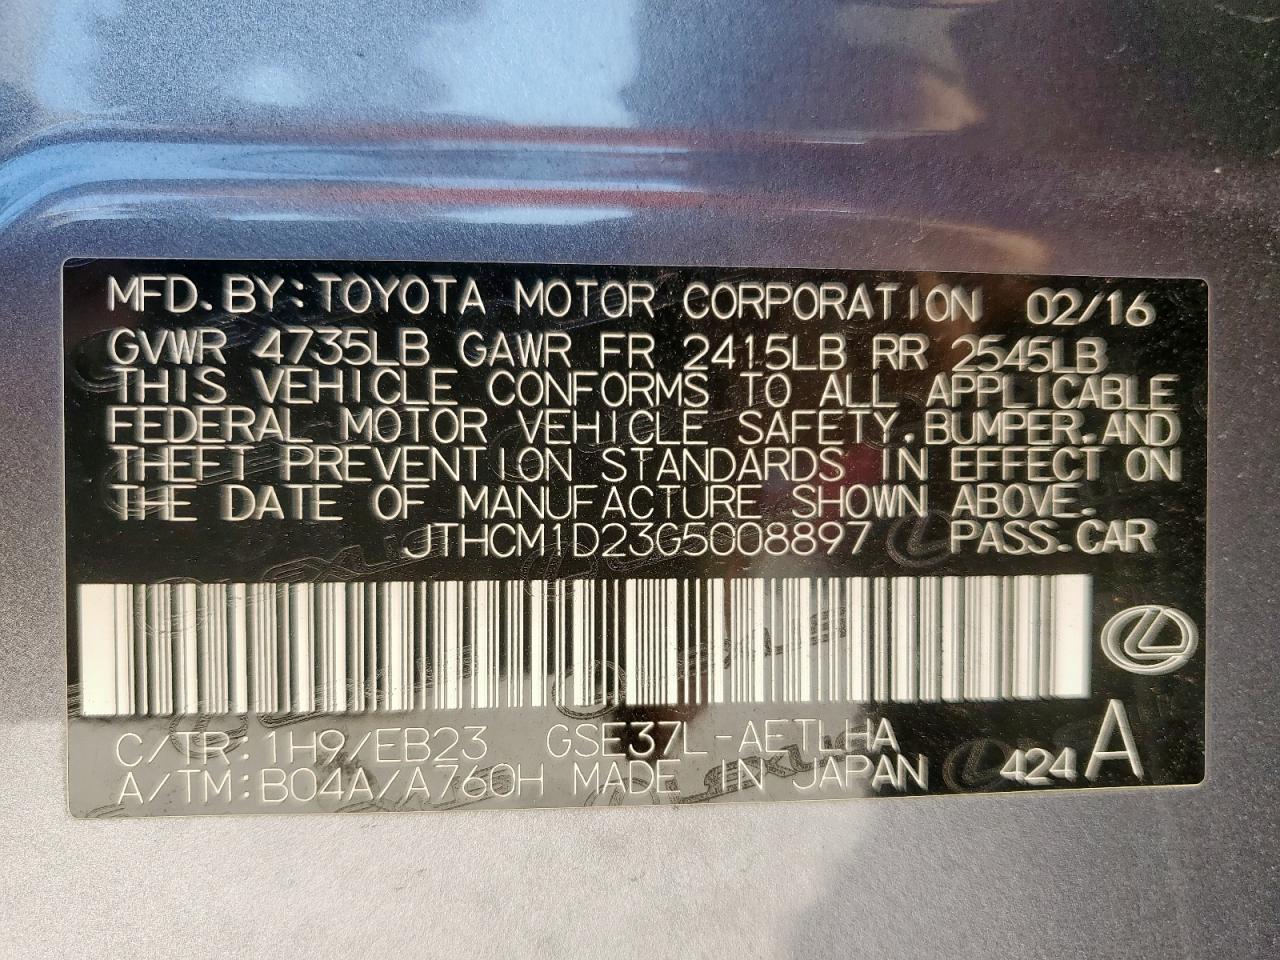 MFD. BY: TOYOTA MOTOR CORPORATION 02/16
GVWR 4735LB GAWR FR 2415LB RR 2545LB
THIS VEHICLE CONFORMS TO ALL APPLICABLE
FEDERAL MOTOR VEHICLE SAFETY, BUMPER, AND
THEFT PREVENTION STANDARDS IN EFFECT ON
THE DATE OF MANUFACTURE SHOWN ABOVE.
JTHCM1D23G5008897 PASS. CAR
C/TR: 1H9/EB23 GSE37L-AETLHA
A/TM: B04A/A760H MADE IN JAPAN 424 A